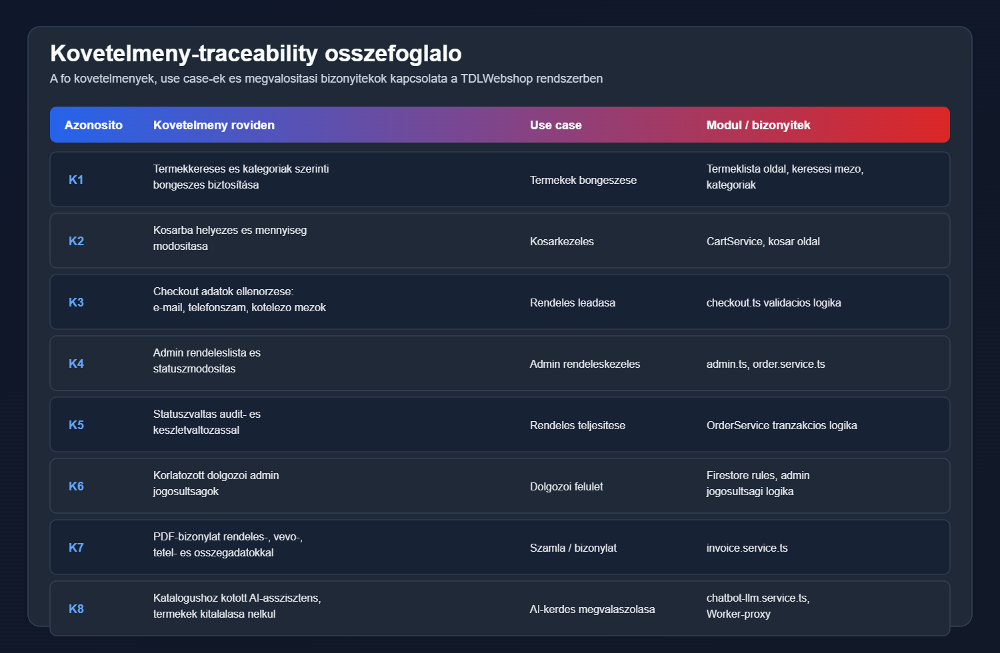 Kovetelmeny-traceability osszefoglalo
A fo kovetelmenyek, use case-ek es megvalositasi bizonyitekok kapcsolata a TDLWebshop rendszerben
Azonosito Kovetelmeny roviden Use case Modul / bizonyitek
K1
Termekkereses es kategoriak szerinti
bongeszes biztosítása
Termekek bongeszese
Termeklista oldal, keresesi mezo,
kategoriak
K2
Kosarba helyezes es mennyiseg
modositasa
Kosarkezeles
CartService, kosar oldal
K3
Checkout adatok ellenorzese:
e-mail, telefonszam, kotelezo mezok
Rendeles leadasa
checkout.ts validacios logika
K4
Admin rendeleslista es
statuszmodositas
Admin rendeleskezeles
admin.ts, order.service.ts
K5
Statuszvaltas audit- es
keszletvaltozassal
Rendeles teljesitese
OrderService tranzakcios logika
K6
Korlatozott dolgozoi admin
jogosultsagok
Dolgozoi felulet
Firestore rules, admin
jogosultsagi logika
K7
PDF-bizonylat rendeles-, vevo-,
tetel- es osszegadatokkal
Szamla / bizonylat
invoice.service.ts
K8
Katalogushoz kotott AI-asszisztens,
termekek kitalalasa nelkul
AI-kerdes megvalaszolasa
chatbot-llm.service.ts,
Worker-proxy